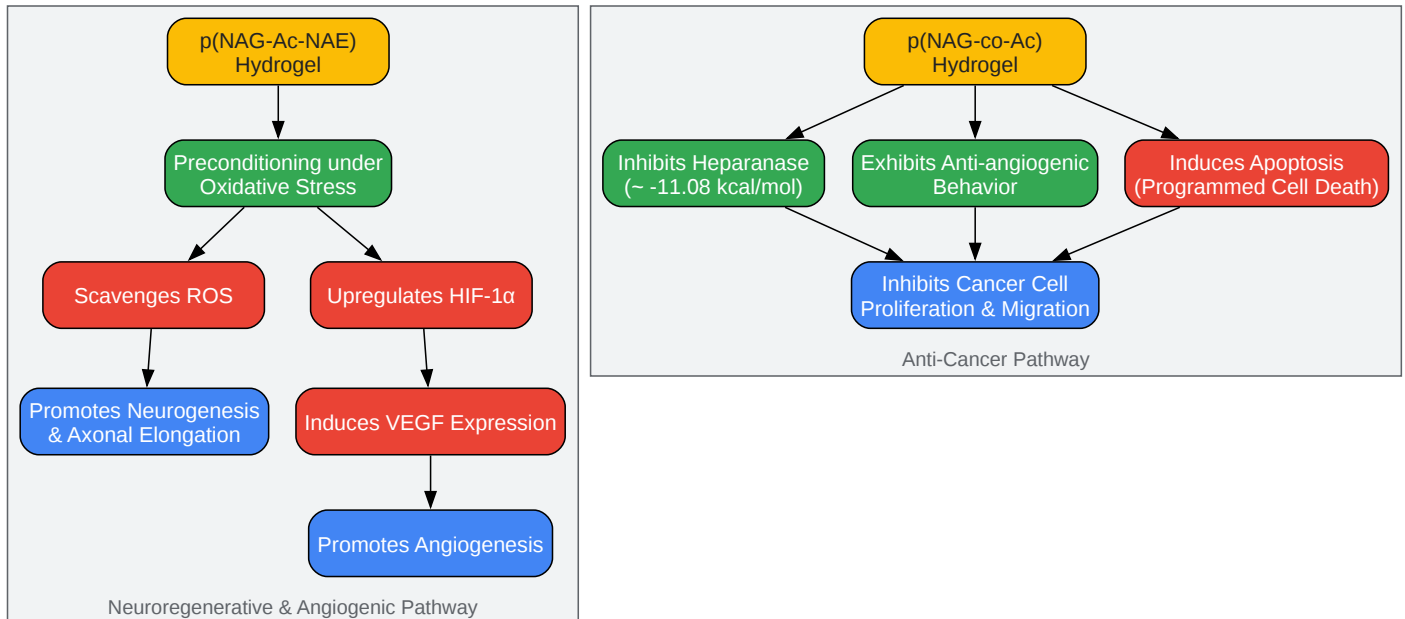 p(NAG-Ac-NAE)
Hydrogel
Preconditioning under
Oxidative Stress
Scavenges ROS
Upregulates HIF-1α
Promotes Neurogenesis
& Axonal Elongation
Induces VEGF Expression
Promotes Angiogenesis
Neuroregenerative & Angiogenic Pathway
p(NAG-co-Ac)
Hydrogel
Inhibits Heparanase
(~ -11.08 kcal/mol)
Exhibits Anti-angiogenic
Behavior
Induces Apoptosis
(Programmed Cell Death)
Inhibits Cancer Cell
Proliferation & Migration
Anti-Cancer Pathway